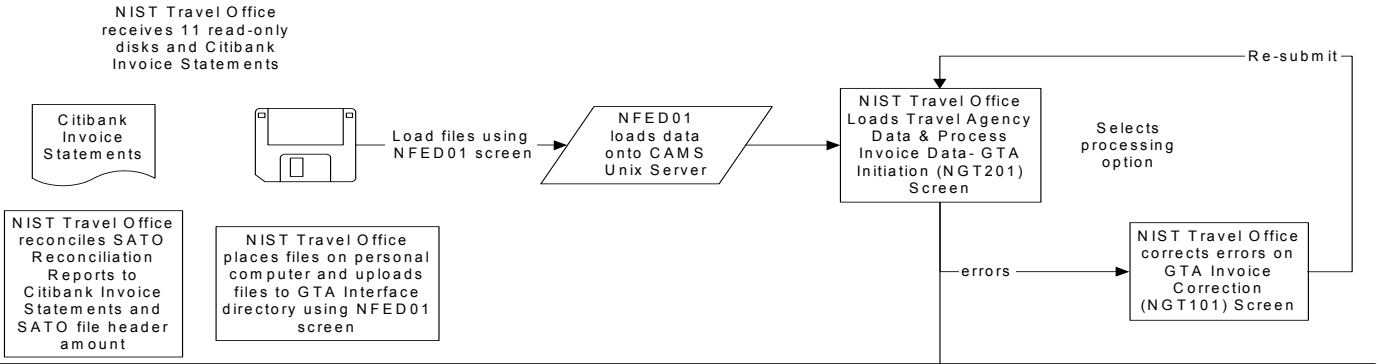 NIST Travel Office
receives 11 read-only
disks and Citibank
Invoice Statements
Re-submit
Citibank
Invoice
Statements
Load files using
NFED01 screen
NFED01
loads data
onto CAMS
Unix Server
NIST Travel Office
Loads Travel Agency
Data & Process
Invoice Data- GTA
Initiation (NGT201)
Screen
Selects
processing
option
NIST Travel Office
reconciles SATO
Reconciliation
Reports to
Citibank Invoice
Statements and
SATO file header
amount
NIST Travel Office
places files on personal
computer and uploads
files to GTA Interface
directory using NFED01
screen
errors
NIST Travel Office
corrects errors on
GTA Invoice
Correction
(NGT101) Screen